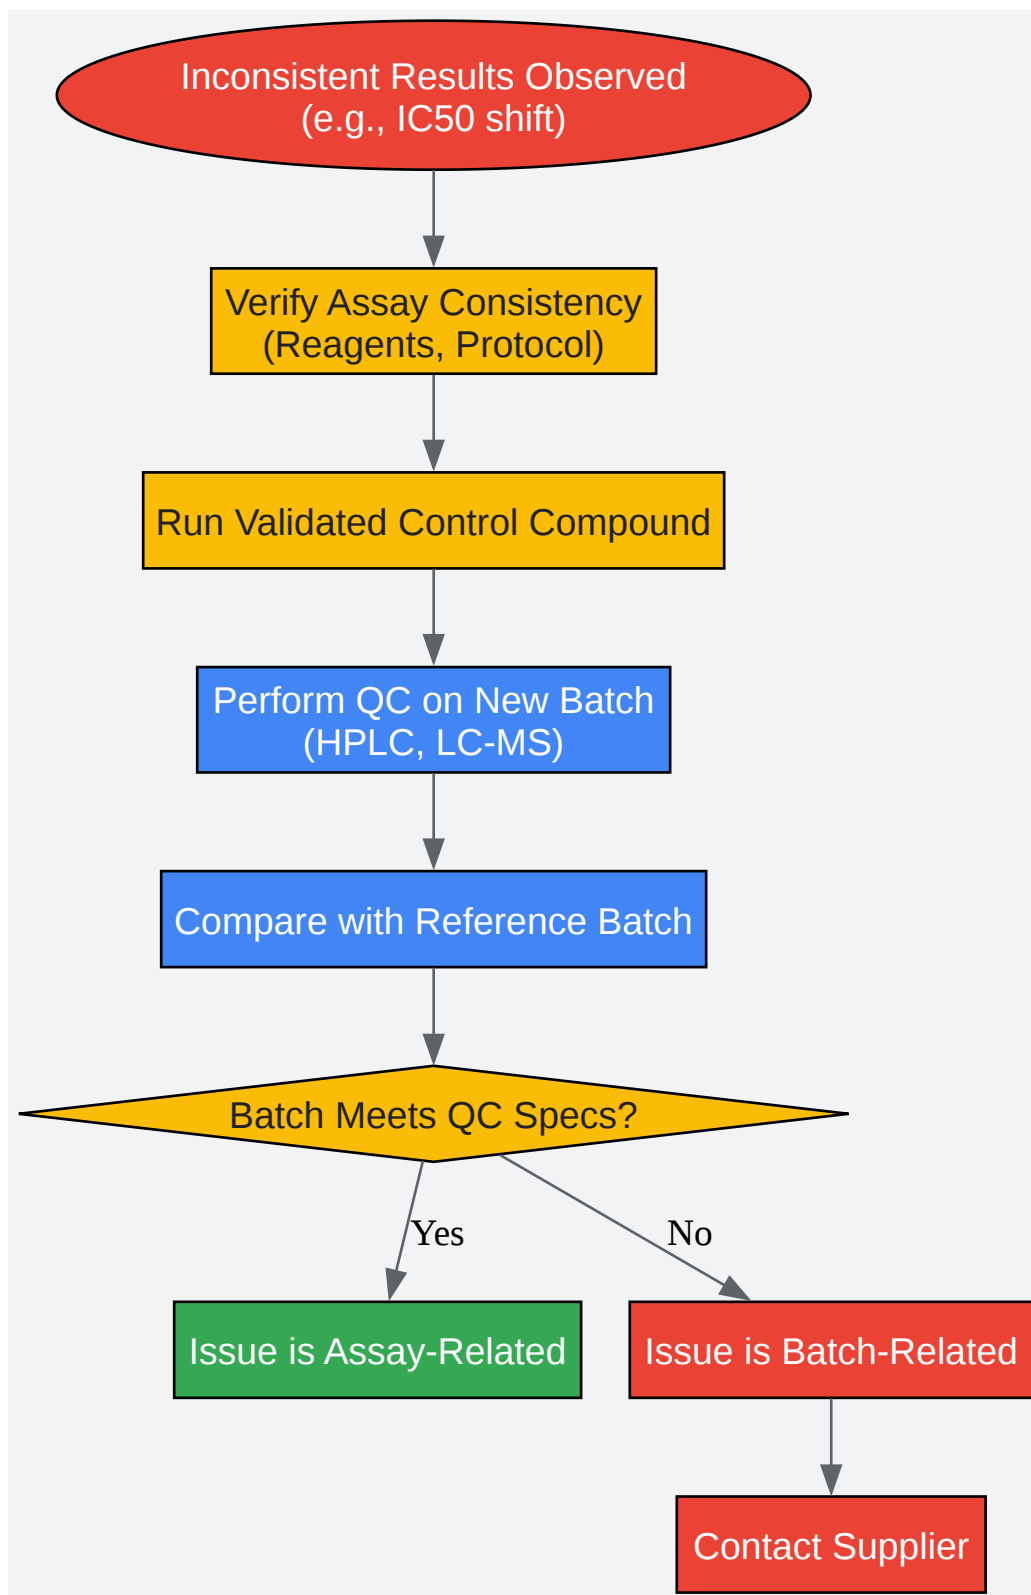 Inconsistent Results Observed
(e.g., IC50 shift)
Verify Assay Consistency
(Reagents, Protocol)
Run Validated Control Compound
Perform QC on New Batch
(HPLC, LC-MS)
Compare with Reference Batch
Batch Meets QC Specs?
Yes
No
Issue is Assay-Related
Issue is Batch-Related
Contact Supplier